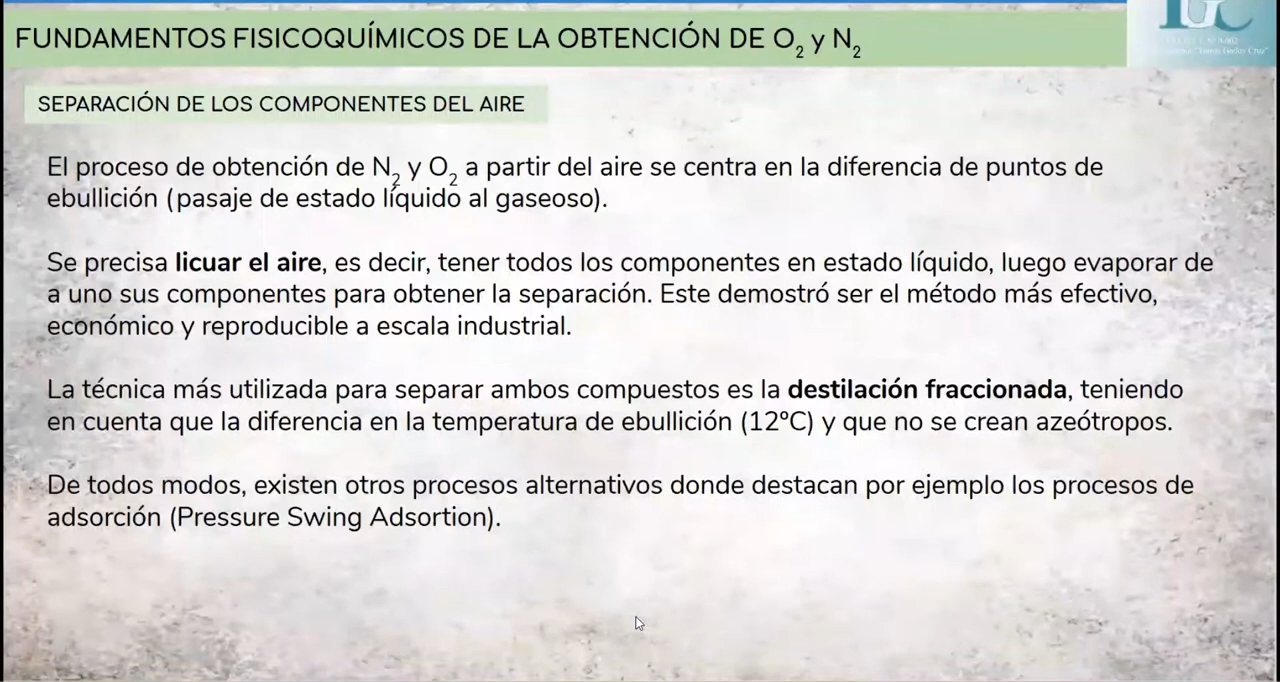 FUNDAMENTOS FISICOQUÍMICOS DE LA OBTENCIÓN DE O₂ y N₂
SEPARACIÓN DE LOS COMPONENTES DEL AIRE
El proceso de obtención de N₂ y O₂ a partir del aire se centra en la diferencia de puntos de
ebullición (pasaje de estado líquido al gaseoso).
Se precisa licuar el aire, es decir, tener todos los componentes en estado líquido, luego evaporar de
a uno sus componentes para obtener la separación. Este demostró ser el método más efectivo,
económico y reproducible a escala industrial.
La técnica más utilizada para separar ambos compuestos es la destilación fraccionada, teniendo
en cuenta que la diferencia en la temperatura de ebullición (12ºC) y que no se crean azeótropos.
De todos modos, existen otros procesos alternativos donde destacan por ejemplo los procesos de
adsorción (Pressure Swing Adsortion).